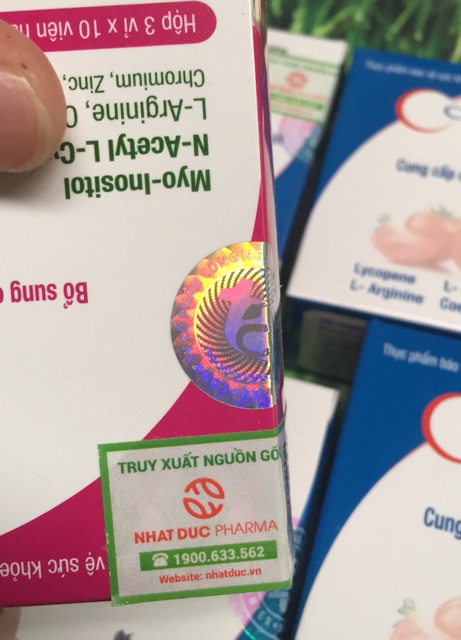 Hộp 3 vỉ x 10 viên
Myo-Inositol
N-Acetyl
L-Arginine,
Chromium, Zinc,
Bổ sung
vệ sức khỏe
TRUY XUẤT NGUỒN GỐ
NHAT DUC PHARMA
☎ 1900.633.562
Website: nhatduc.vn
Cung cấp
Lycopene
L-Arginine
L-
Coe
Thực phẩm bảo
Cung